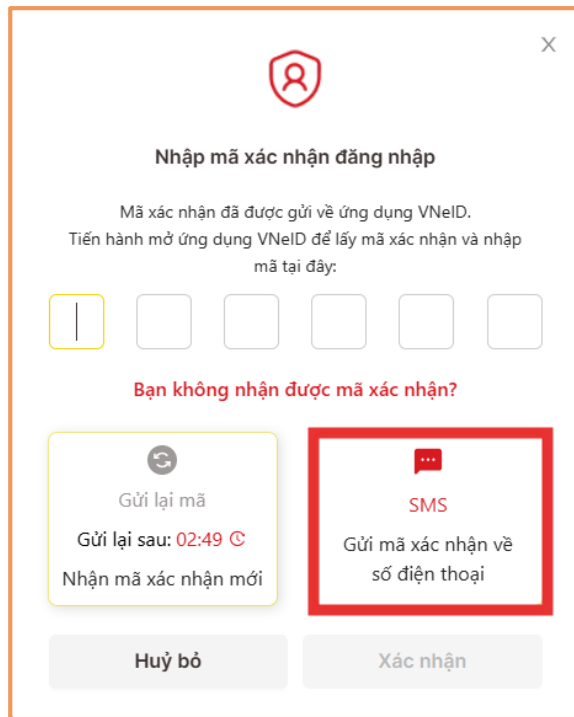 X
Nhập mã xác nhận đăng nhập
Mã xác nhận đã được gửi về ứng dụng VNeID.
Tiến hành mở ứng dụng VNeID để lấy mã xác nhận và nhập
mã tại đây:
Bạn không nhận được mã xác nhận?
Gửi lại mã
Gửi lại sau: 02:49
Nhận mã xác nhận mới
SMS
Gửi mã xác nhận về
số điện thoại
Huỷ bỏ
Xác nhận